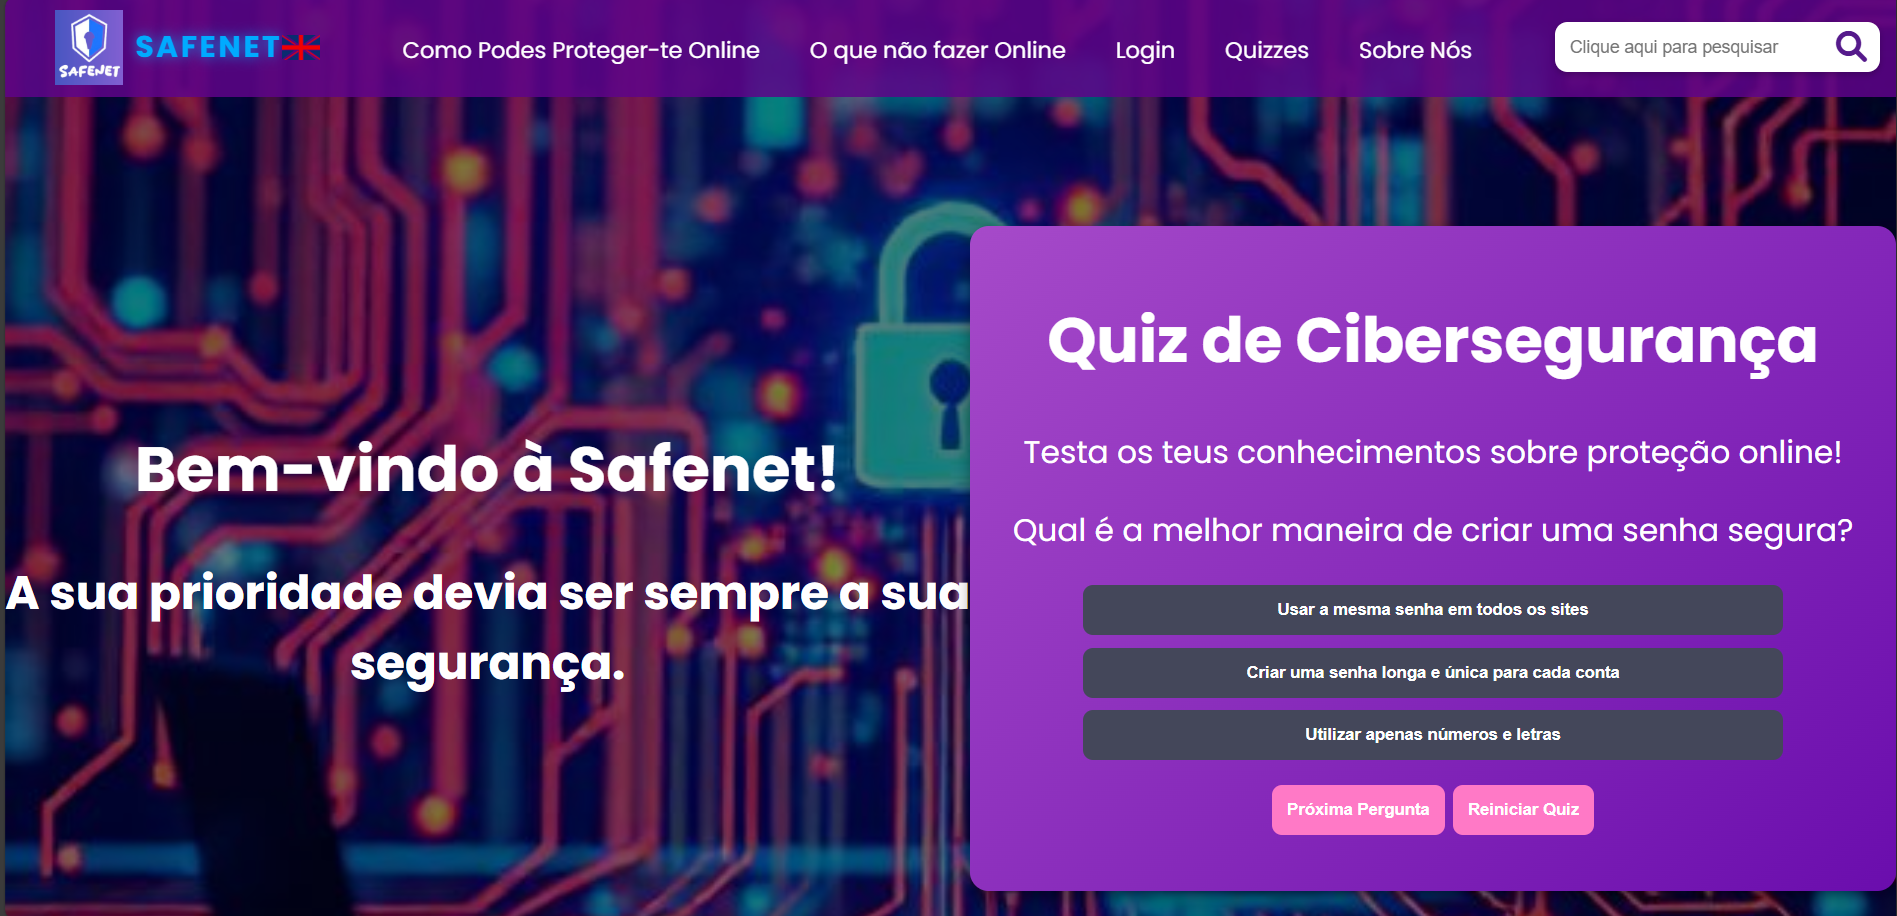 SAFENET
SAFENET
Como Podes Proteger-te Online
O que não fazer Online
Login
Quizzes
Sobre Nós
Clique aqui para pesquisar
Bem-vindo à Safenet!
A sua prioridade devia ser sempre a sua
segurança.
Quiz de Cibersegurança
Testa os teus conhecimentos sobre proteção online!
Qual é a melhor maneira de criar uma senha segura?
Usar a mesma senha em todos os sites
Criar uma senha longa e única para cada conta
Utilizar apenas números e letras
Próxima Pergunta
Reiniciar Quiz